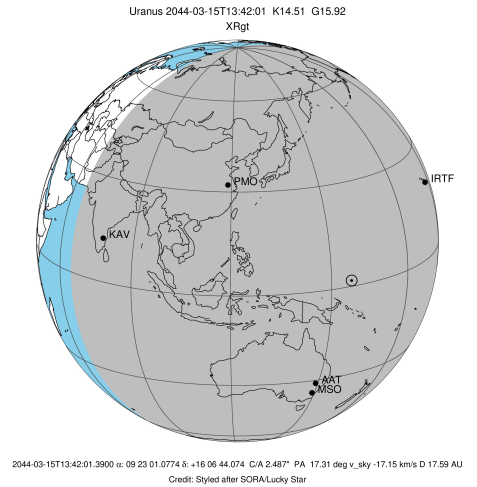 Uranus 2044-03-15T13:42:01 K14.51 G15.92
XRgt
PMO
IRTF
KAV
AAT
MSO
2044-03-15T13:42:01.3900 α: 09 23 01.0774 δ: +16 06 44.074 C/A 2.487" PA 17.31 deg v_sky -17.15 km/s D 17.59 AU
Credit: Styled after SORA/Lucky Star